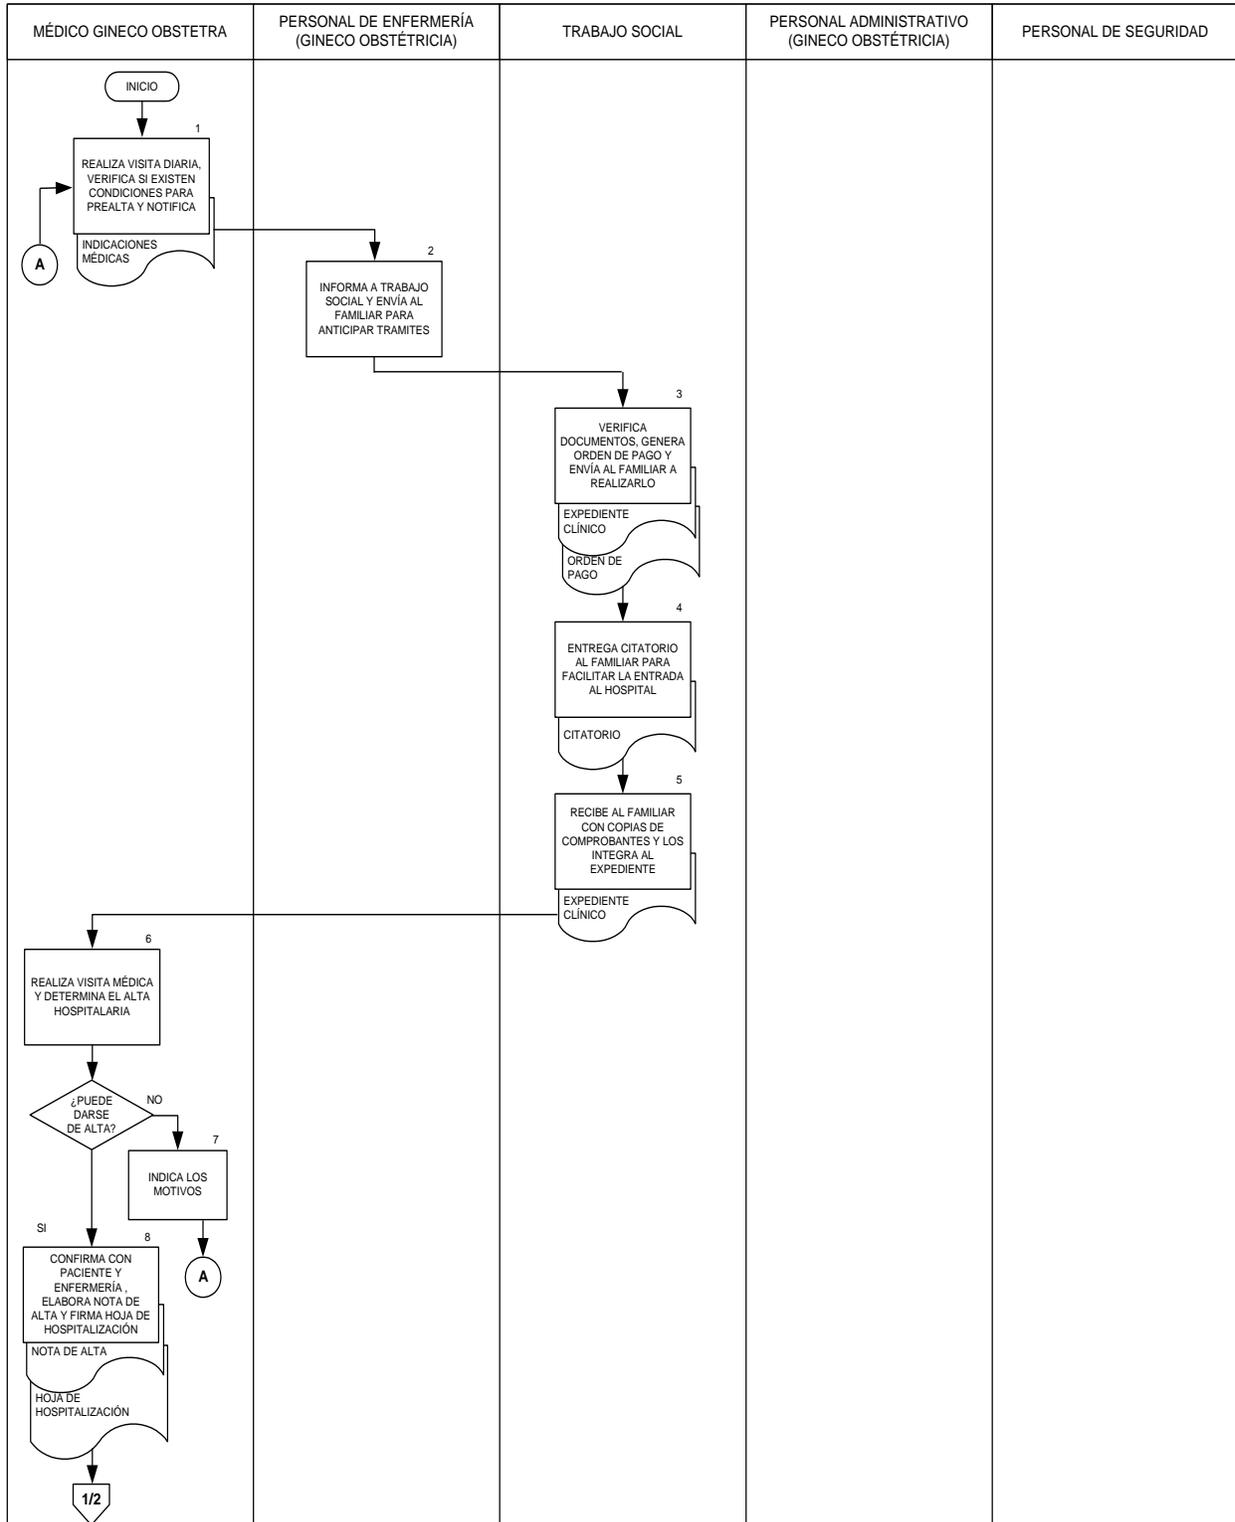 MÉDICO GINECO OBSTETRA
PERSONAL DE ENFERMERÍA
(GINECO OBSTÉTRICIA)
TRABAJO SOCIAL
PERSONAL ADMINISTRATIVO
(GINECO OBSTÉTRICIA)
PERSONAL DE SEGURIDAD
INICIO
1
REALIZA VISITA DIARIA,
VERIFICA SI EXISTEN
CONDICIONES PARA
PREALTA Y NOTIFICA
INDICACIONES
MÉDICAS
A
2
INFORMA A TRABAJO
SOCIAL Y ENVÍA AL
FAMILIAR PARA
ANTICIPAR TRAMITES
3
VERIFICA
DOCUMENTOS, GENERA
ORDEN DE PAGO Y
ENVÍA AL FAMILIAR A
REALIZARLO
EXPEDIENTE
CLÍNICO
ORDEN DE
PAGO
4
ENTREGA CITATORIO
AL FAMILIAR PARA
FACILITAR LA ENTRADA
AL HOSPITAL
CITATORIO
5
RECIBE AL FAMILIAR
CON COPIAS DE
COMPROBANTES Y LOS
INTEGRA AL
EXPEDIENTE
EXPEDIENTE
CLÍNICO
6
REALIZA VISITA MÉDICA
Y DETERMINA EL ALTA
HOSPITALARIA
¿PUEDE
DARSE
DE ALTA?
NO
7
INDICA LOS
MOTIVOS
A
SI
8
CONFIRMA CON
PACIENTE Y
ENFERMERÍA ,
ELABORA NOTA DE
ALTA Y FIRMA HOJA DE
HOSPITALIZACIÓN
NOTA DE ALTA
HOJA DE
HOSPITALIZACIÓN
1/2